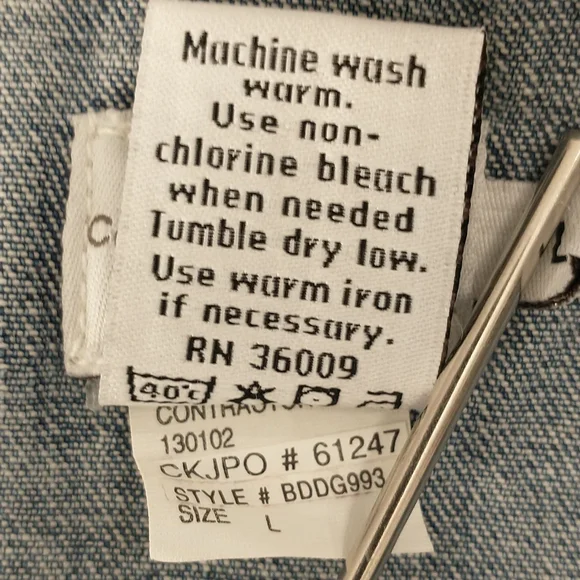 Machine wash
warm.
Use non-
chlorine bleach
when needed
Tumble dry low.
Use warm iron
if necessary.
RN 36009
40°c
130102
CKJPO # 61247
STYLE # BDDG993
SIZE L